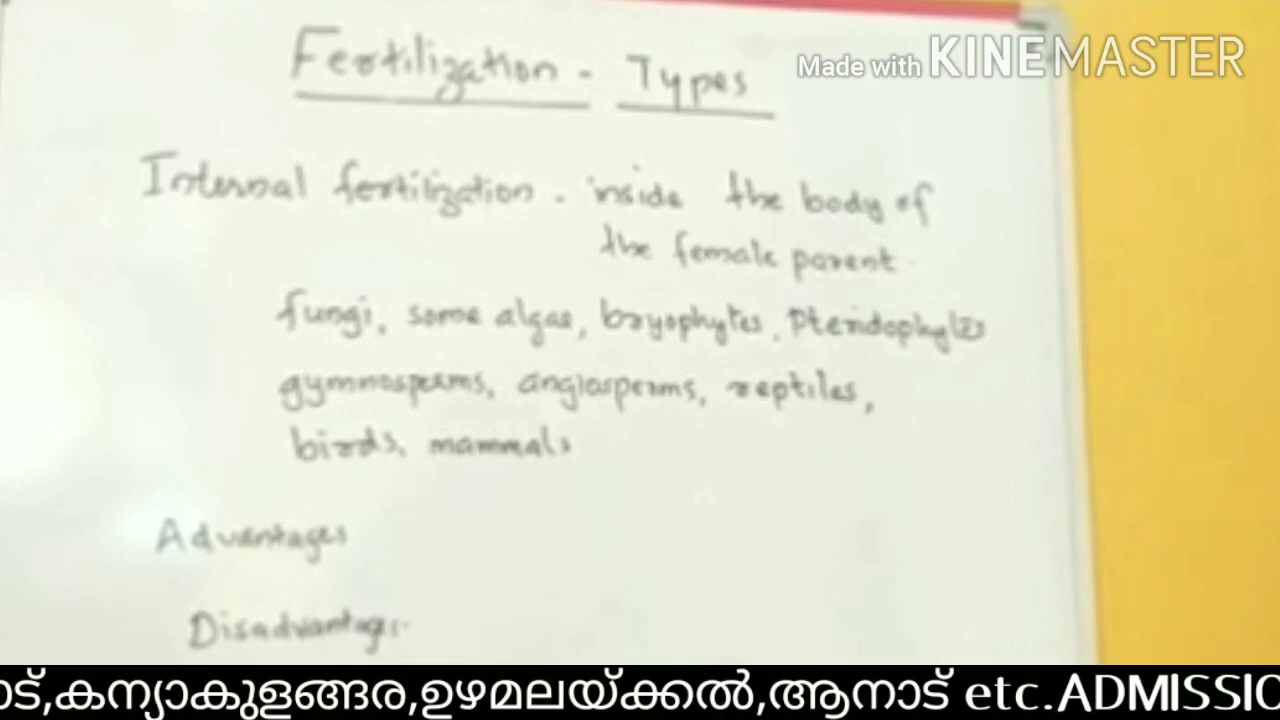 Fertilization - Types
Made with KINEMASTER
Internal fertilization - inside the body of
the female parent.
fungi, some algae, bryophytes, Pteridophytes
gymnosperms, angiosperms, reptiles,
birds, mammals
Advantages
Disadvantages.
ാട്,കന്യാകുളങ്ങര,ഉഴമലയ്ക്കൽ,ആനാട് etc.ADMISSIO